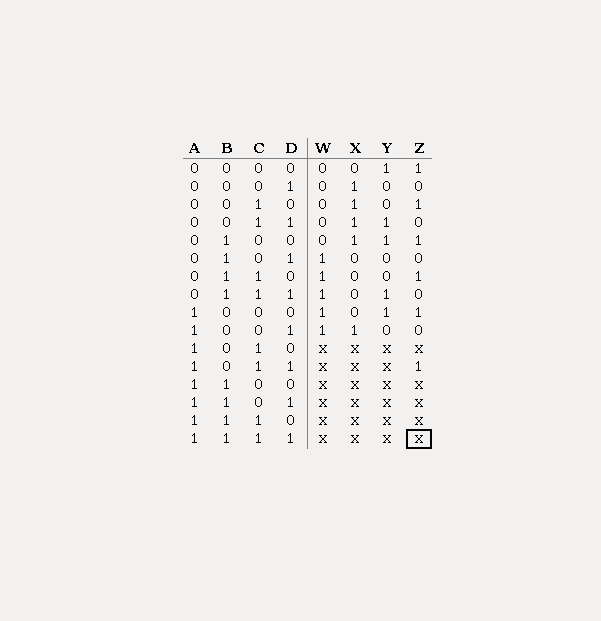 A B C D W X Y Z
0 0 0 0 0 0 1 1
0 0 0 1 0 1 0 0
0 0 1 0 0 1 0 1
0 0 1 1 0 1 1 0
0 1 0 0 0 1 1 1
0 1 0 1 1 0 0 0
0 1 1 0 1 0 0 1
0 1 1 1 1 0 1 0
1 0 0 0 1 0 1 1
1 0 0 1 1 1 0 0
1 0 1 0 x x x x
1 0 1 1 x x x 1
1 1 0 0 x x x x
1 1 0 1 x x x x
1 1 1 0 x x x x
1 1 1 1 x x x x